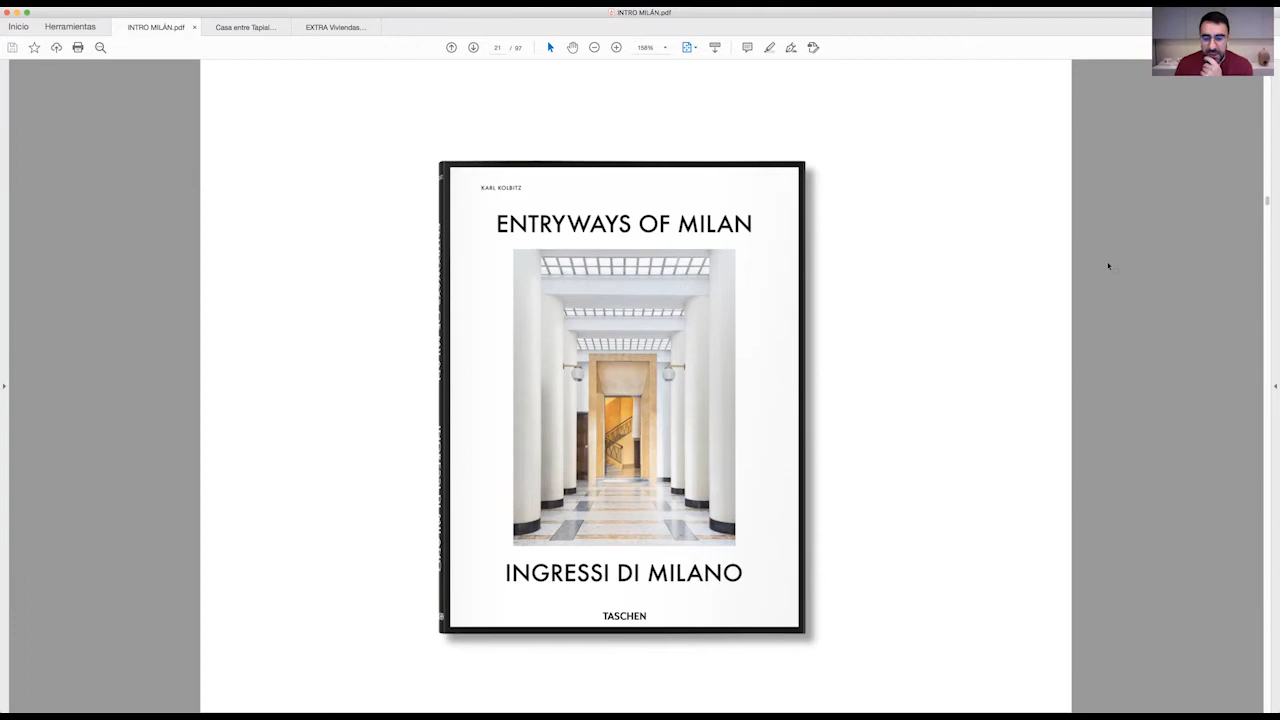 INTRO MILÁN.pdf
Inicio
Herramientas
INTRO MILÁN.pdf
Casa entre Tapial...
EXTRA Viviendas...
21 / 97
158%
KARL KOLBITZ
ENTRYWAYS OF MILAN
INGRESSI DI MILANO
TASCHEN